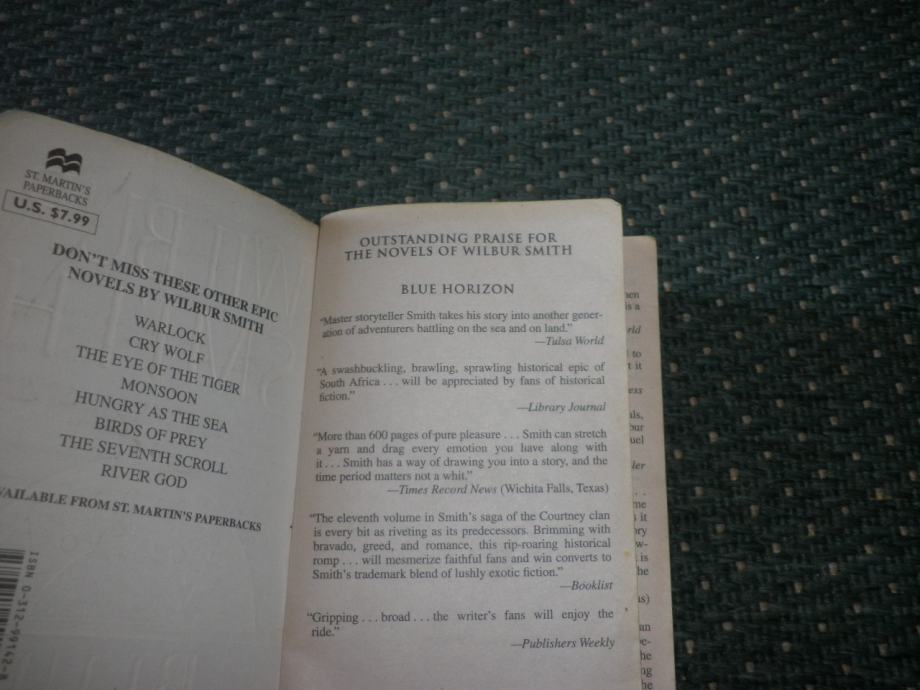 ST. MARTIN'S
PAPERBACKS
U.S. $7.99
DON'T MISS THESE OTHER EPIC
NOVELS BY WILBUR SMITH
WARLOCK
CRY WOLF
THE EYE OF THE TIGER
MONSOON
HUNGRY AS THE SEA
BIRDS OF PREY
THE SEVENTH SCROLL
RIVER GOD
AVAILABLE FROM ST. MARTIN'S PAPERBACKS
ISBN 0-312-99162-8
OUTSTANDING PRAISE FOR
THE NOVELS OF WILBUR SMITH
BLUE HORIZON
"Master storyteller Smith takes his story into another gener-
ation of adventurers battling on the sea and on land."
—Tulsa World
"A swashbuckling, brawling, sprawling historical epic of
South Africa . . . will be appreciated by fans of historical
fiction."
—Library Journal
"More than 600 pages of pure pleasure . . . Smith can stretch
a yarn and drag every emotion you have along with
it . . . Smith has a way of drawing you into a story, and the
time period matters not a whit."
—Times Record News (Wichita Falls, Texas)
"The eleventh volume in Smith's saga of the Courtney clan
is every bit as riveting as its predecessors. Brimming with
bravado, greed, and romance, this rip-roaring historical
romp . . . will mesmerize faithful fans and win converts to
Smith's trademark blend of lushly exotic fiction."
—Booklist
"Gripping . . . broad . . . the writer's fans will enjoy the
ride."
—Publishers Weekly